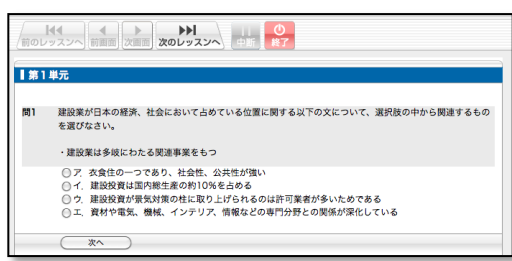 前のレッスンへ 前画面 次画面 次のレッスンへ 中断 終了
第1単元
問1 建設業が日本の経済、社会において占めている位置に関する以下の文について、選択肢の中から関連するもの
を選びなさい。
・建設業は多岐にわたる関連事業をもつ
ア. 衣食住の一つであり、社会性、公共性が強い
イ. 建設投資は国内総生産の約10%を占める
ウ. 建設投資が景気対策の柱に取り上げられるのは許可業者が多いためである
エ. 資材や電気、機械、インテリア、情報などの専門分野との関係が深化している
次へ